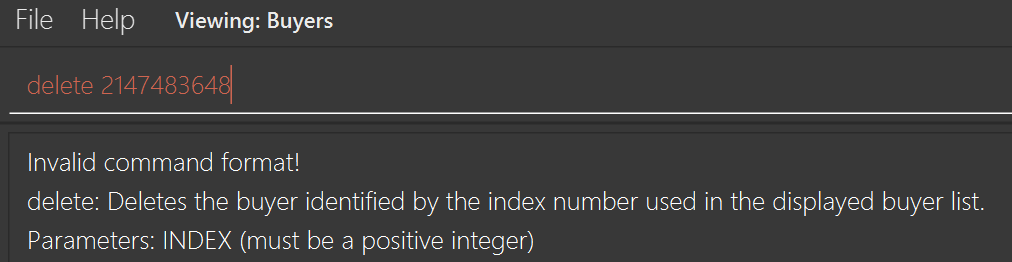 File Help Viewing: Buyers
delete 2147483648
Invalid command format!
delete: Deletes the buyer identified by the index number used in the displayed buyer list.
Parameters: INDEX (must be a positive integer)